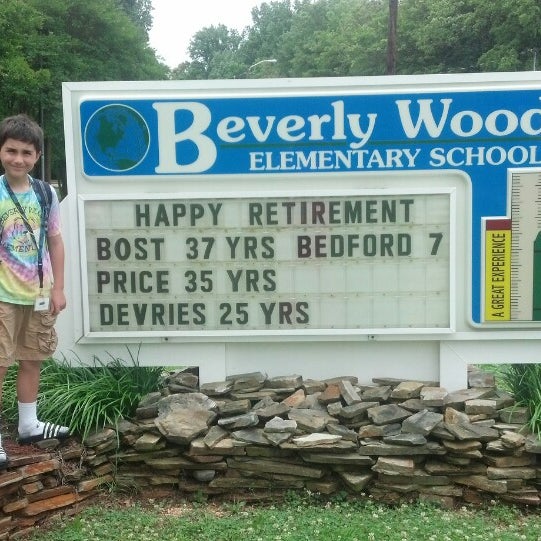 Beverly Wood
ELEMENTARY SCHOOL
HAPPY RETIREMENT
BOST 37 YRS BEDFORD 7
PRICE 35 YRS
DEVRIES 25 YRS
A GREAT EXPERIENCE